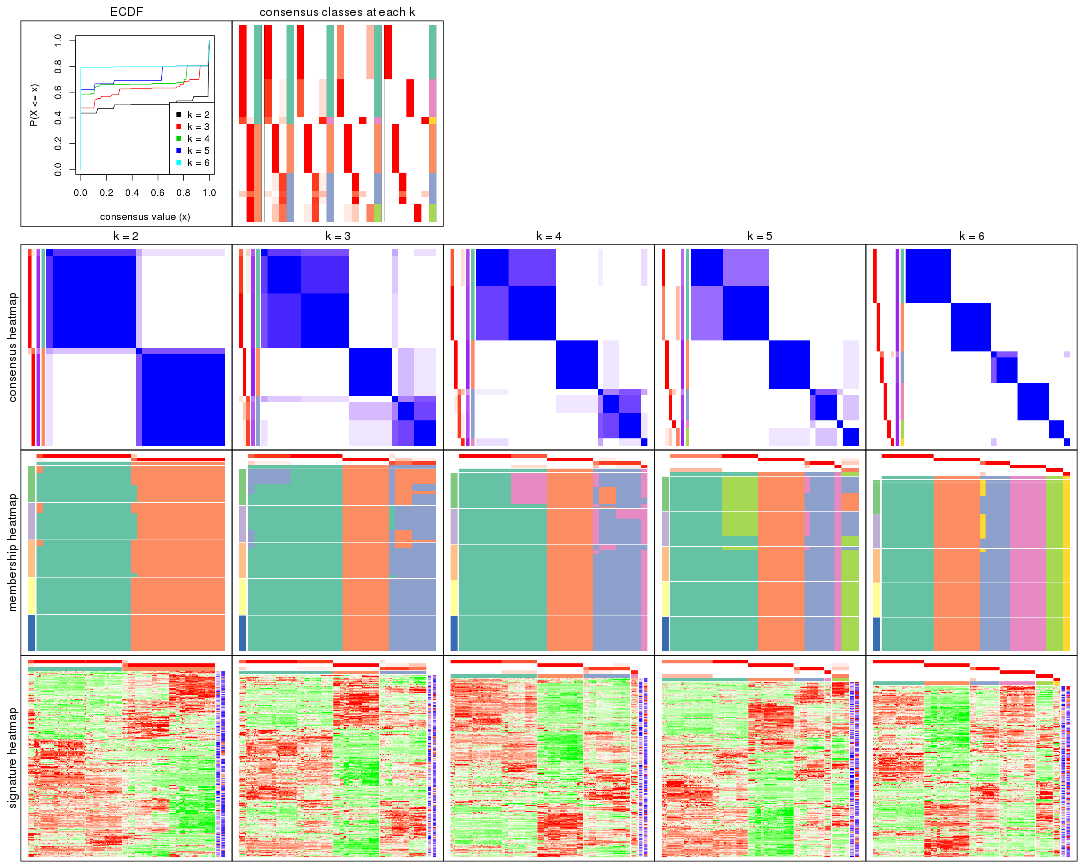 ECDF
consensus classes at each k
P(X <= x)
0.0 0.2 0.4 0.6 0.8 1.0
k = 2
k = 3
k = 4
k = 5
k = 6
0.0 0.2 0.4 0.6 0.8 1.0
consensus value (x)
k = 2
k = 3
k = 4
k = 5
k = 6
consensus heatmap
membership heatmap
signature heatmap